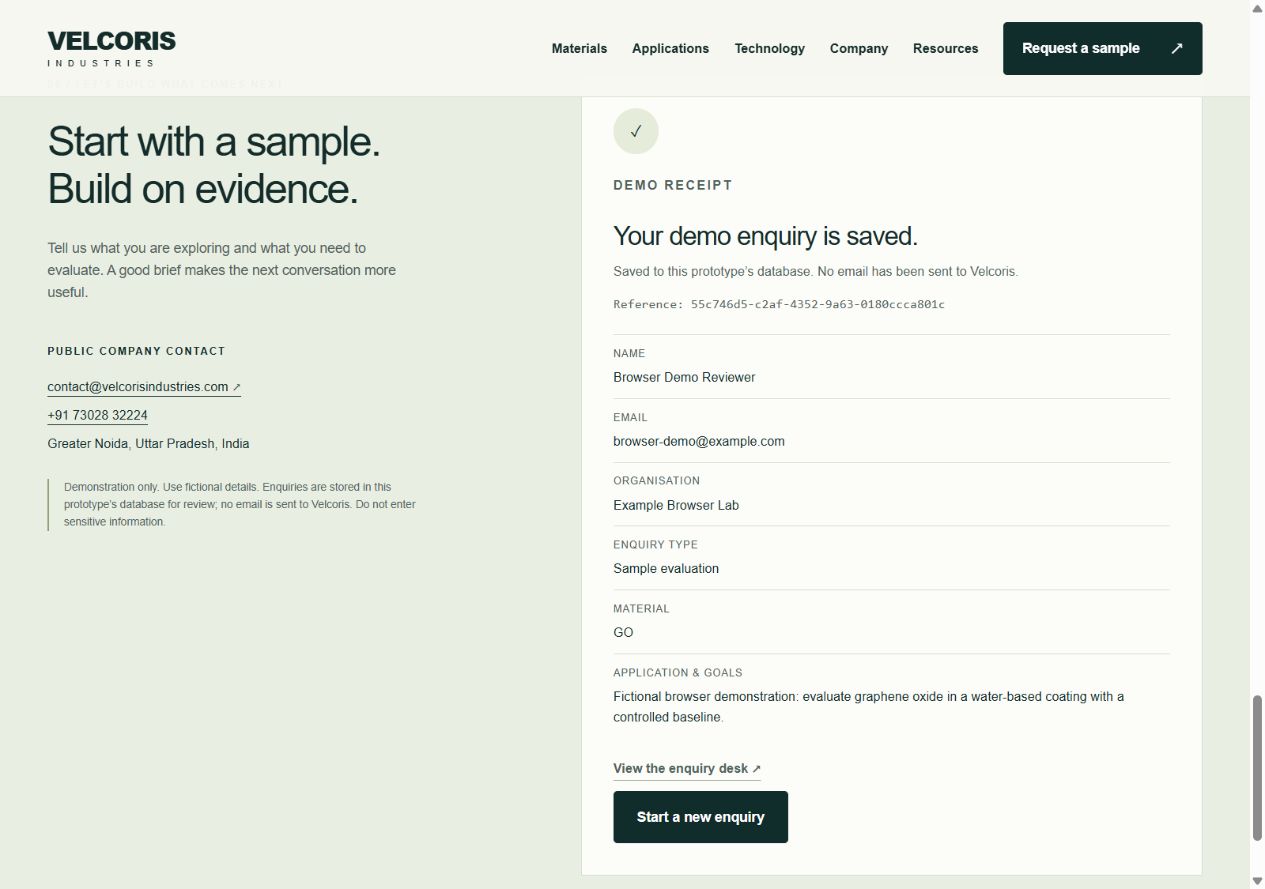 VELCORIS
INDUSTRIES
Materials
Applications
Technology
Company
Resources
Request a sample ↗
06 / LET'S BUILD WHAT COMES NEXT
Start with a sample.
Build on evidence.
Tell us what you are exploring and what you need to
evaluate. A good brief makes the next conversation more
useful.
PUBLIC COMPANY CONTACT
contact@velcorisindustries.com ↗
+91 73028 32224
Greater Noida, Uttar Pradesh, India
Demonstration only. Use fictional details. Enquiries are stored in this
prototype's database for review; no email is sent to Velcoris. Do not enter
sensitive information.
✓
DEMO RECEIPT
Your demo enquiry is saved.
Saved to this prototype's database. No email has been sent to Velcoris.
Reference: 55c746d5-c2af-4352-9a63-0180ccca801c
NAME
Browser Demo Reviewer
EMAIL
browser-demo@example.com
ORGANISATION
Example Browser Lab
ENQUIRY TYPE
Sample evaluation
MATERIAL
GO
APPLICATION & GOALS
Fictional browser demonstration: evaluate graphene oxide in a water-based coating with a
controlled baseline.
View the enquiry desk ↗
Start a new enquiry